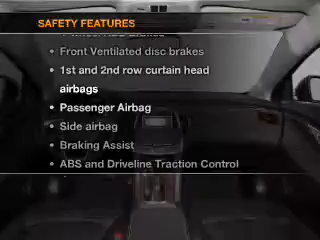 SAFETY FEATURES
• Front Ventilated disc brakes
• 1st and 2nd row curtain head
airbags
• Passenger Airbag
• Side airbag
• Braking Assist
• ABS and Driveline Traction Control